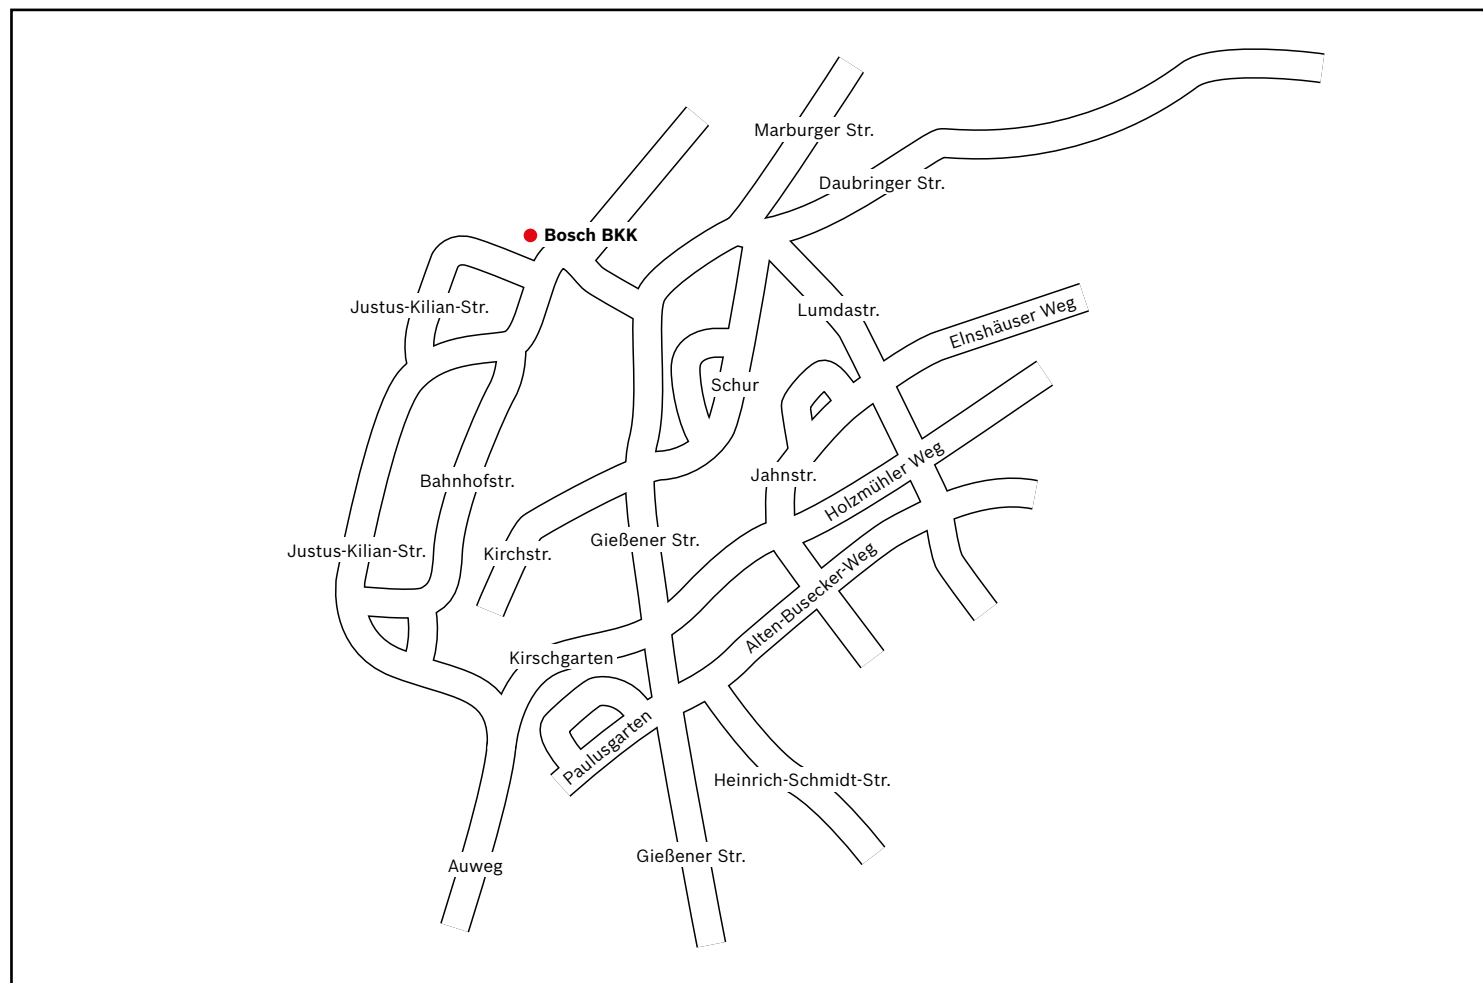 Marburger Str.
Daubringer Str.
Bosch BKK
Justus-Kilian-Str.
Lumdastr.
Elnshäuser Weg
Schur
Bahnhofstr.
Jahnstr.
Holzmühler Weg
Justus-Kilian-Str.
Kirchstr.
Gießener Str.
Alten-Busecker-Weg
Kirschgarten
Paulusgarten
Heinrich-Schmidt-Str.
Gießener Str.
Auweg